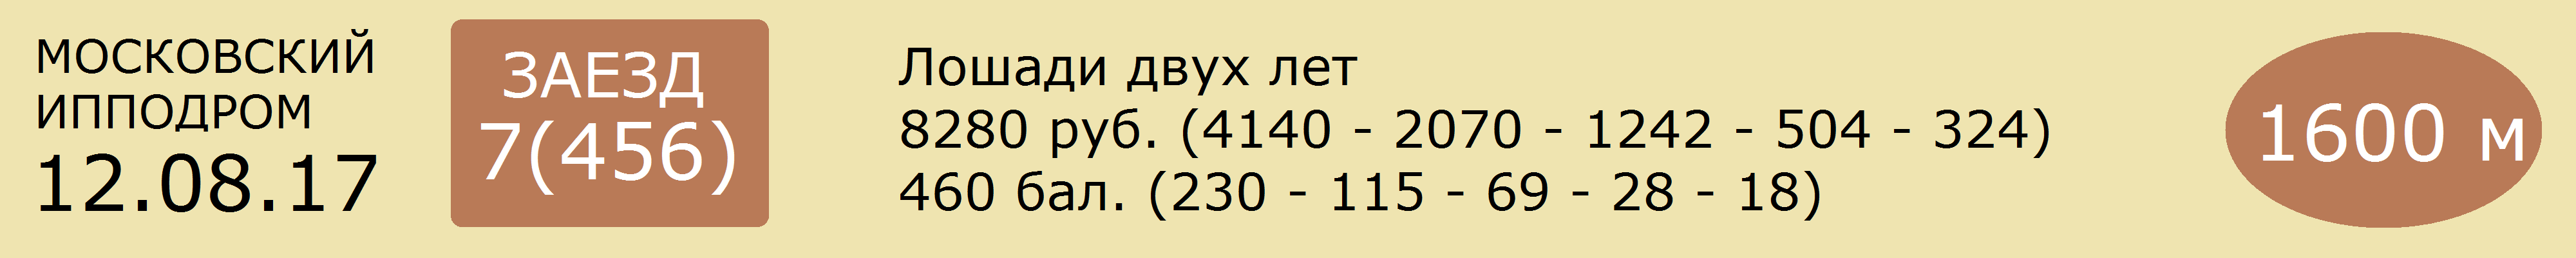 МОСКОВСКИЙ
ИППОДРОМ
12.08.17
ЗАЕЗД
7(456)
Лошади двух лет
8280 руб. (4140 - 2070 - 1242 - 504 - 324)
460 бал. (230 - 115 - 69 - 28 - 18)
1600 м